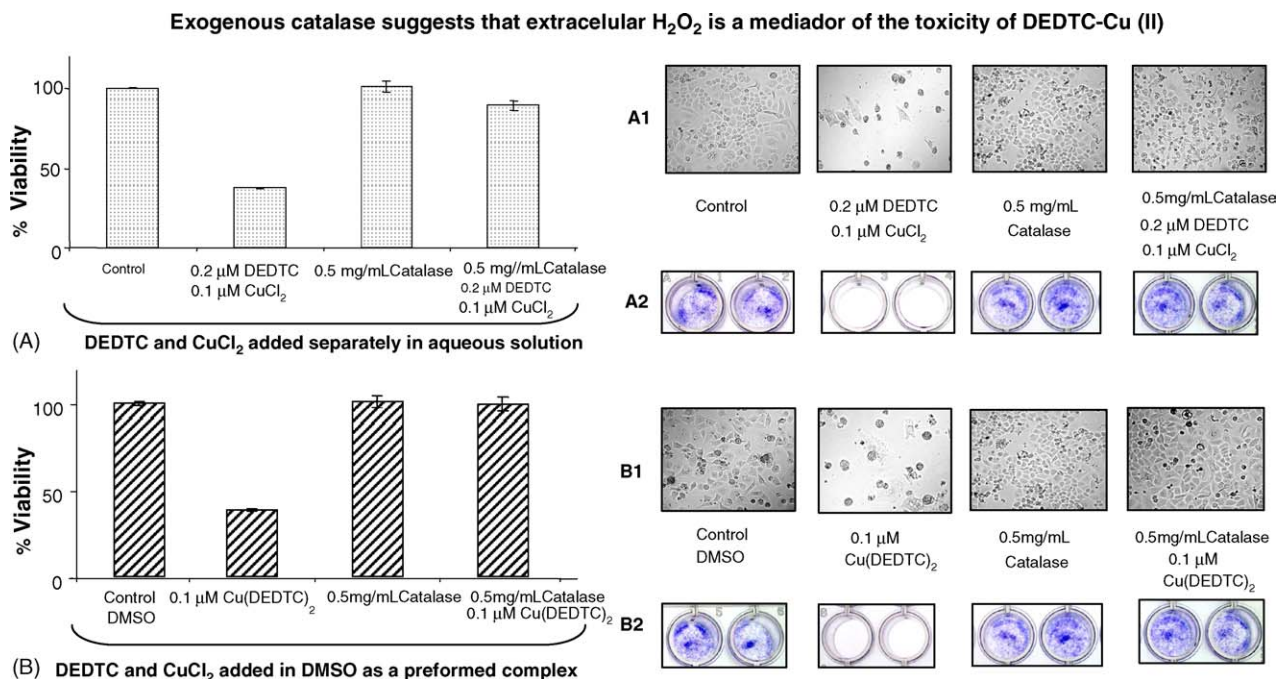 Exogenous catalase suggests that extracelular H₂O₂ is a mediador of the toxicity of DEDTC-Cu (II)
% Viability
100
50
0
Control
0.2 μM DEDTC
0.1 μM CuCl₂
0.5 mg/mLCatalase
0.5 mg//mLCatalase
0.2 μM DEDTC
0.1 μM CuCl₂
(A)
DEDTC and CuCl₂ added separately in aqueous solution
A1
Control
0.2 μM DEDTC
0.1 μM CuCl₂
0.5 mg/mL
Catalase
0.5mg/mLCatalase
0.2 μM DEDTC
0.1 μM CuCl₂
A2
A 1 2
3 4
% Viability
100
50
0
Control
DMSO
0.1 μM Cu(DEDTC)₂
0.5mg/mLCatalase
0.5mg/mLCatalase
0.1 μM Cu(DEDTC)₂
(B)
DEDTC and CuCl₂ added in DMSO as a preformed complex
B1
Control
DMSO
0.1 μM
Cu(DEDTC)₂
0.5mg/mL
Catalase
0.5mg/mLCatalase
0.1 μM
Cu(DEDTC)₂
B2
5 6
B